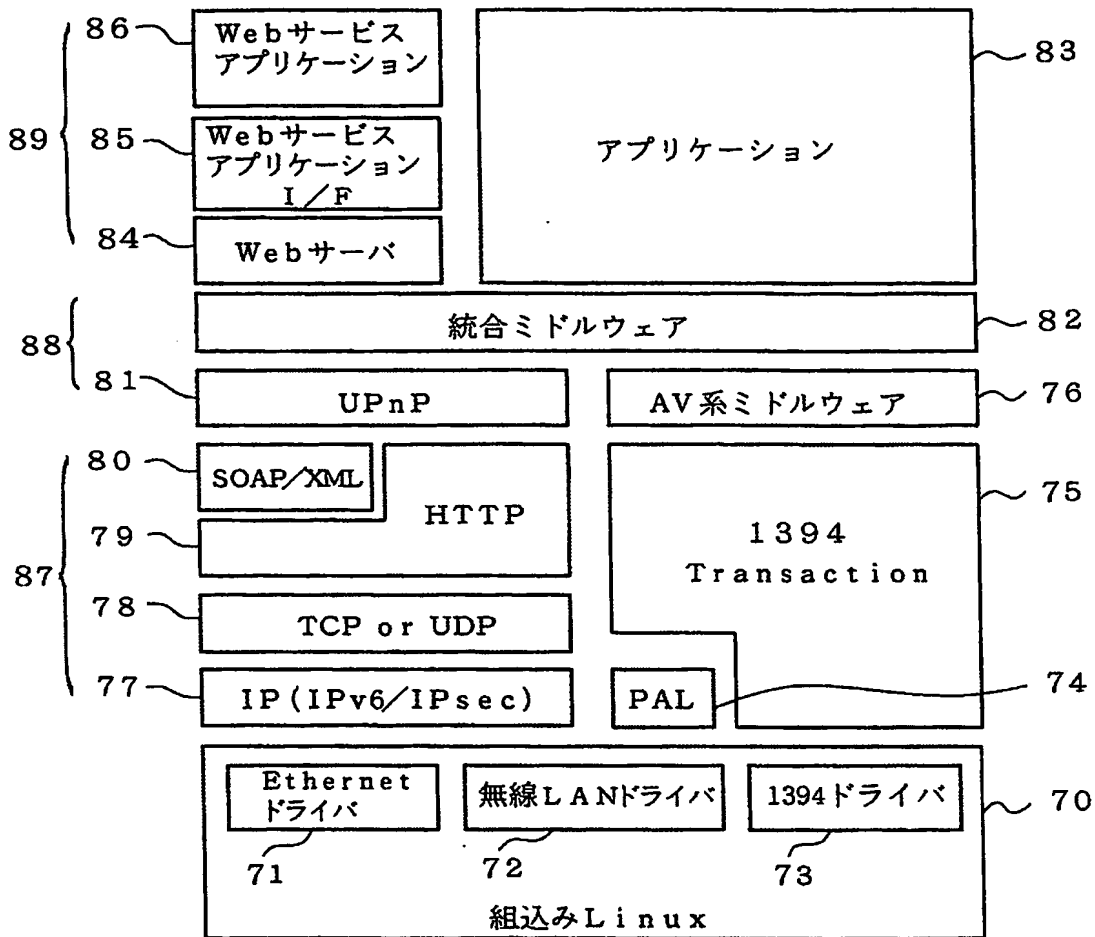 86
Webサービス
アプリケーション
83
89
85
Webサービス
アプリケーション
I/F
アプリケーション
84
Webサーバ
88
統合ミドルウェア
82
81
UPnP
AV系ミドルウェア
76
80
SOAP/XML
HTTP
75
79
1394
Transaction
87
78
TCP or UDP
77
IP(IPv6/IPsec)
PAL
74
Ethernet
ドライバ
無線LANドライバ
1394ドライバ
70
71
72
73
組込みLinux